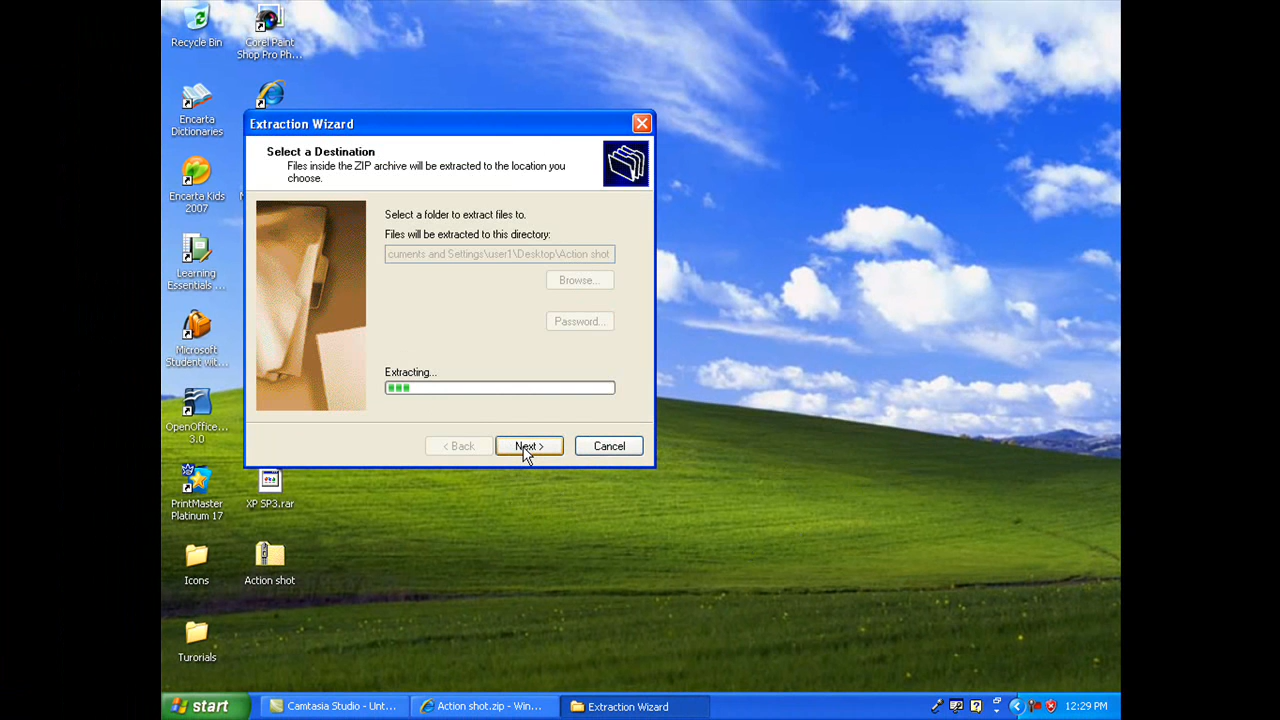 Recycle Bin
Corel Paint
Shop Pro Ph...
Encarta
Dictionaries
Encarta Kids
2007
Learning
Essentials ...
Microsoft
Student wit...
OpenOffice...
3.0
PrintMaster
Platinum 17
XP SP3.rar
Icons
Action shot
Turorials
Extraction Wizard
Select a Destination
Files inside the ZIP archive will be extracted to the location you
choose.
Select a folder to extract files to.
Files will be extracted to this directory:
cuments and Settings\user1\Desktop\Action shot
Browse...
Password...
Extracting...
< Back
Next >
Cancel
start
Camtasia Studio - Unt...
Action shot.zip - Win...
Extraction Wizard
12:29 PM